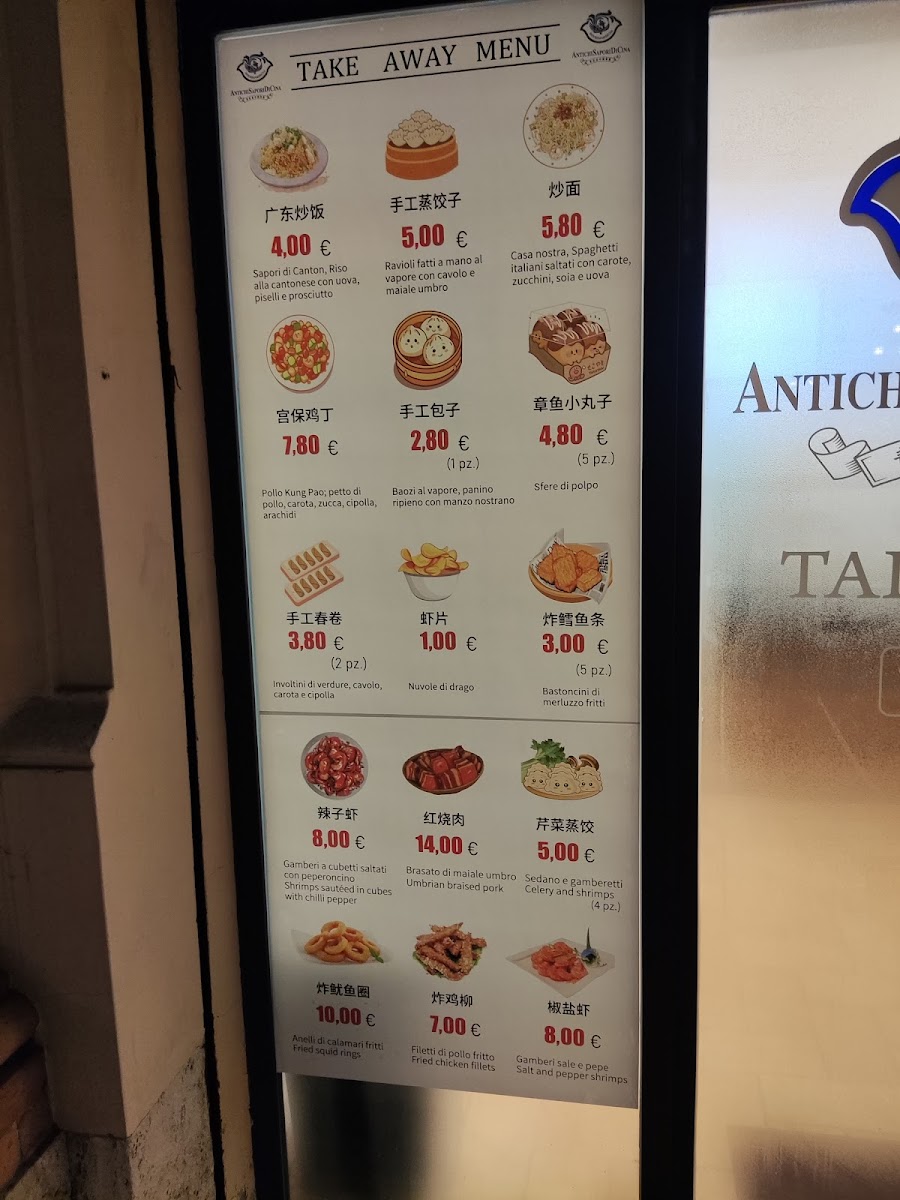 TAKE AWAY MENU
ANTICHISAPORIDICINA
ANTICHISAPORIDICINA
广东炒饭
4,00 €
Sapori di Canton, Riso
alla cantonese con uova,
piselli e prosciutto
手工蒸饺子
5,00 €
Ravioli fatti a mano al
vapore con cavolo e
maiale umbro
炒面
5,80 €
Casa nostra, Spaghetti
italiani saltati con carote,
zucchini, soia e uova
宫保鸡丁
7,80 €
Pollo Kung Pao; petto di
pollo, carota, zucca, cipolla,
arachidi
手工包子
2,80 €
(1 pz.)
Baozi al vapore, panino
ripieno con manzo nostrano
章鱼小丸子
4,80 €
(5 pz.)
Sfere di polpo
手工春卷
3,80 €
(2 pz.)
Involtini di verdure, cavolo,
carota e cipolla
虾片
1,00 €
Nuvole di drago
炸鳕鱼条
3,00 €
(5 pz.)
Bastoncini di
merluzzo fritti
辣子虾
8,00 €
Gamberi a cubetti saltati
con peperoncino
Shrimps sautéed in cubes
with chilli pepper
红烧肉
14,00 €
Brasato di maiale umbro
Umbrian braised pork
芹菜蒸饺
5,00 €
Sedano e gamberetti
Celery and shrimps
(4 pz.)
炸鱿鱼圈
10,00 €
Anelli di calamari fritti
Fried squid rings
炸鸡柳
7,00 €
Filetti di pollo fritto
Fried chicken fillets
椒盐虾
8,00 €
Gamberi sale e pepe
Salt and pepper shrimps
ANTICH
TA